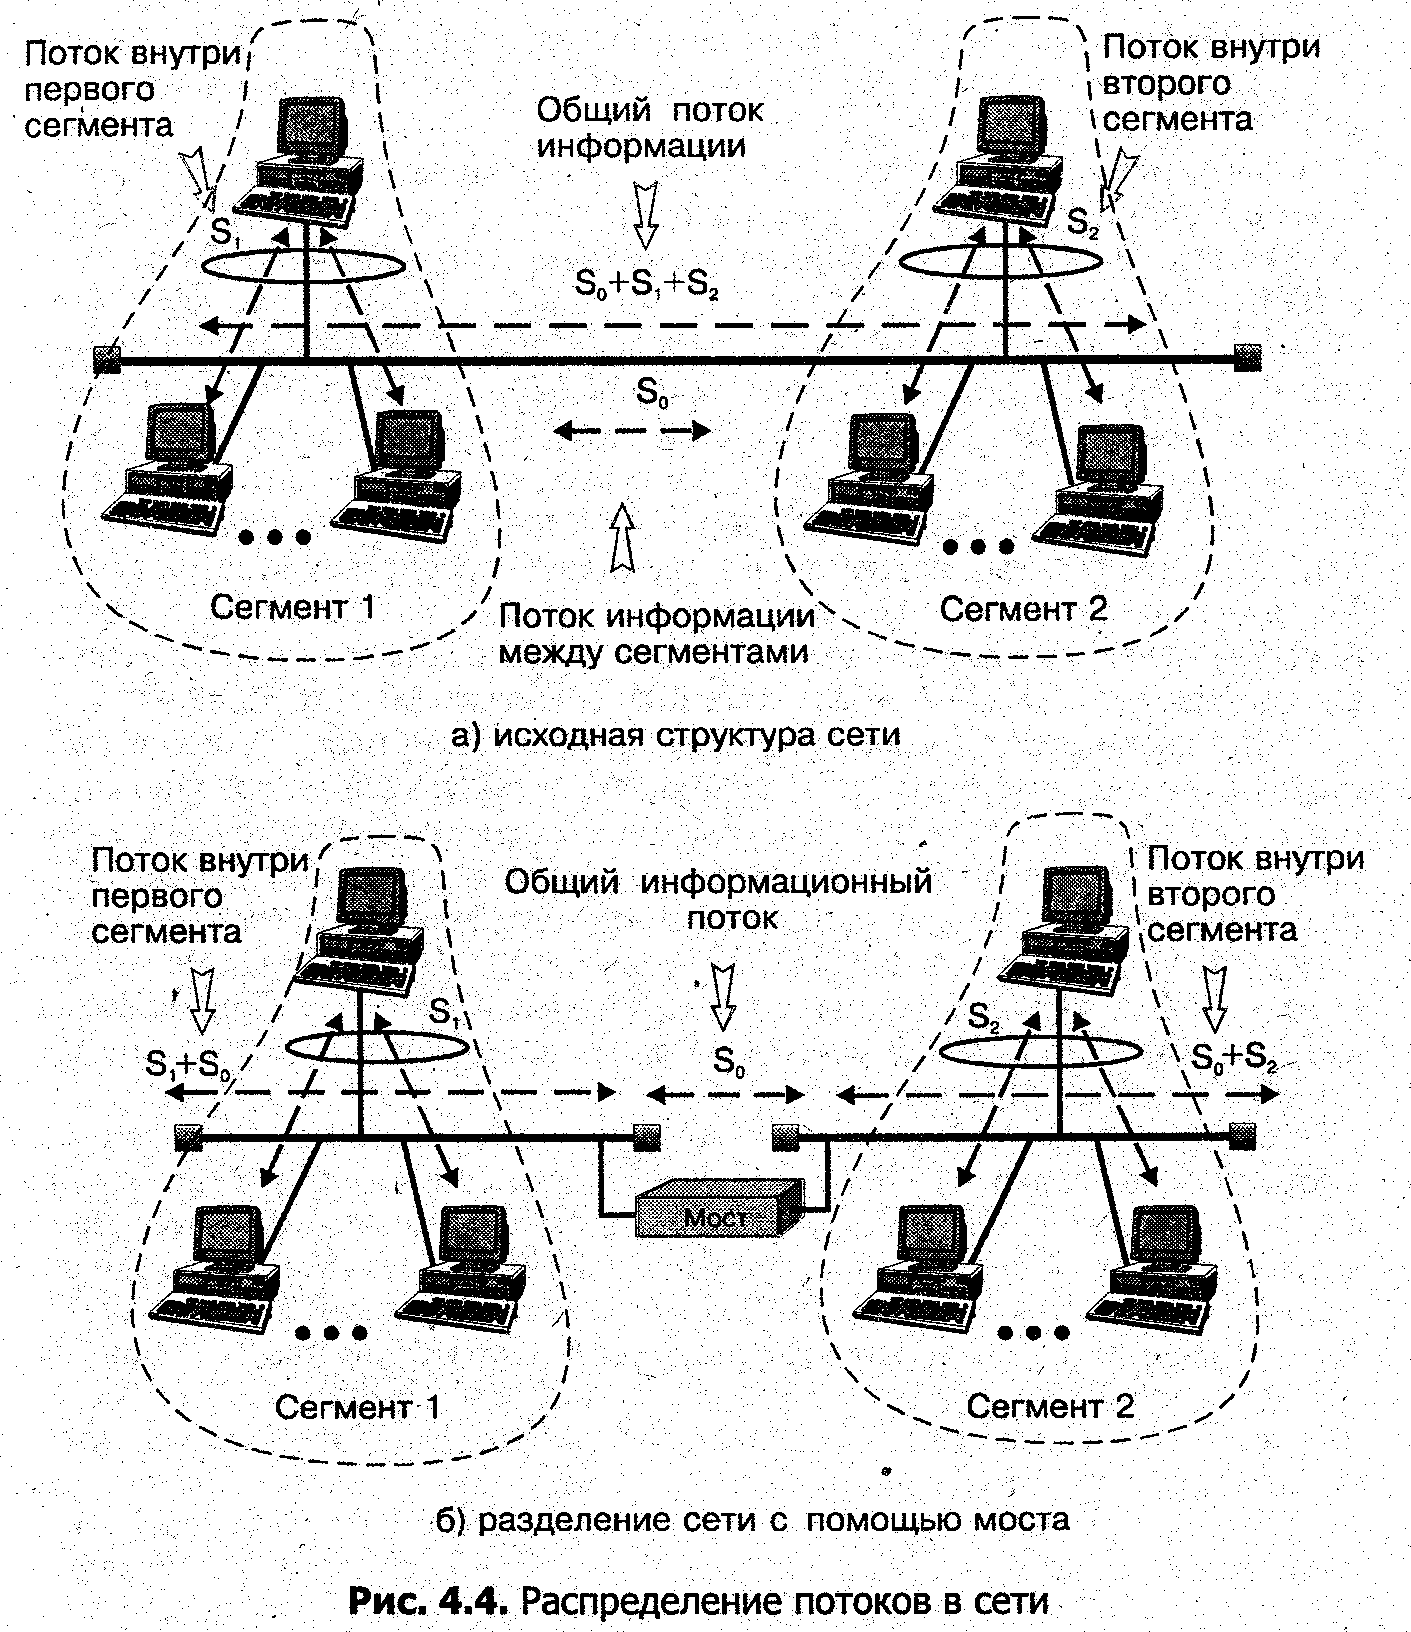 Поток внутри
первого
сегмента
Общий поток
информации
Поток внутри
второго
сегмента
S₁
S₂
S₀+S₁+S₂
S₀
Сегмент 1
Сегмент 2
Поток информации
между сегментами
а) исходная структура сети
Поток внутри
первого
сегмента
Общий информационный
поток
Поток внутри
второго
сегмента
S₁
S₂
S₁+S₀
S₀
S₀+S₂
Мост
Сегмент 1
Сегмент 2
б) разделение сети с помощью моста
Рис. 4.4. Распределение потоков в сети